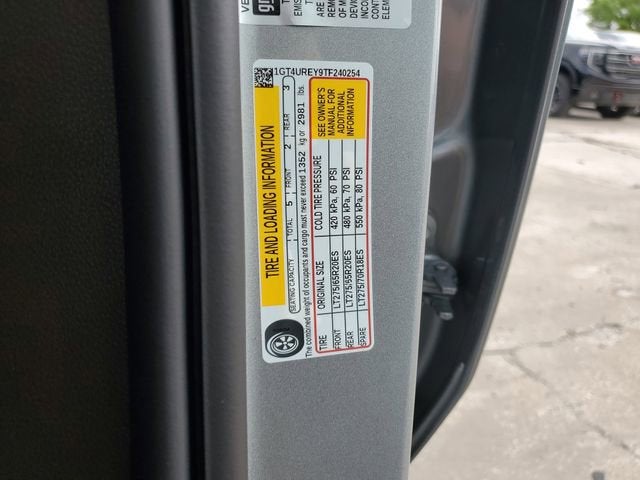 1GT4UREY9TF240254
TIRE AND LOADING INFORMATION
SEATING CAPACITY TOTAL 5 FRONT 2 REAR 3
The combined weight of occupants and cargo must never exceed 1352 kg or 2981 lbs.
TIRE ORIGINAL SIZE COLD TIRE PRESSURE
FRONT LT275/65R20ES 420 kPa, 60 PSI
REAR LT275/65R20ES 480 kPa, 70 PSI
SPARE LT275/70R18ES 550 kPa, 80 PSI
SEE OWNER'S
MANUAL FOR
ADDITIONAL
INFORMATION